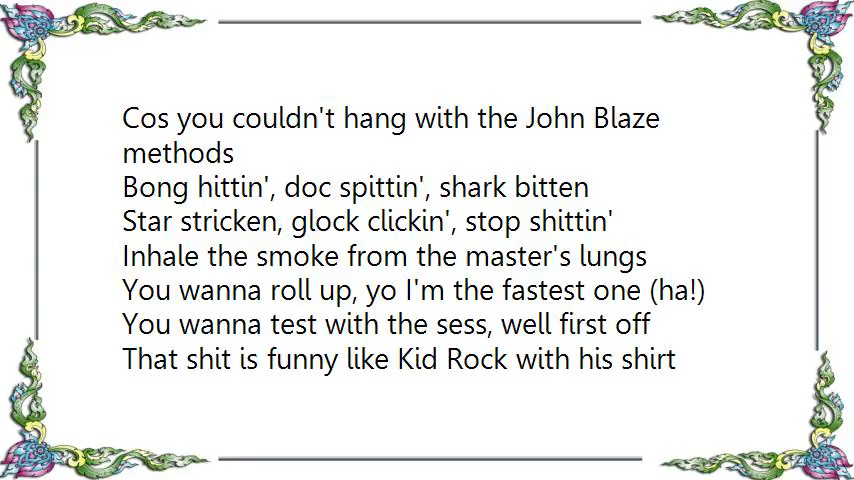 Cos you couldn't hang with the John Blaze
methods
Bong hittin', doc spittin', shark bitten
Star stricken, glock clickin', stop shittin'
Inhale the smoke from the master's lungs
You wanna roll up, yo I'm the fastest one (ha!)
You wanna test with the sess, well first off
That shit is funny like Kid Rock with his shirt